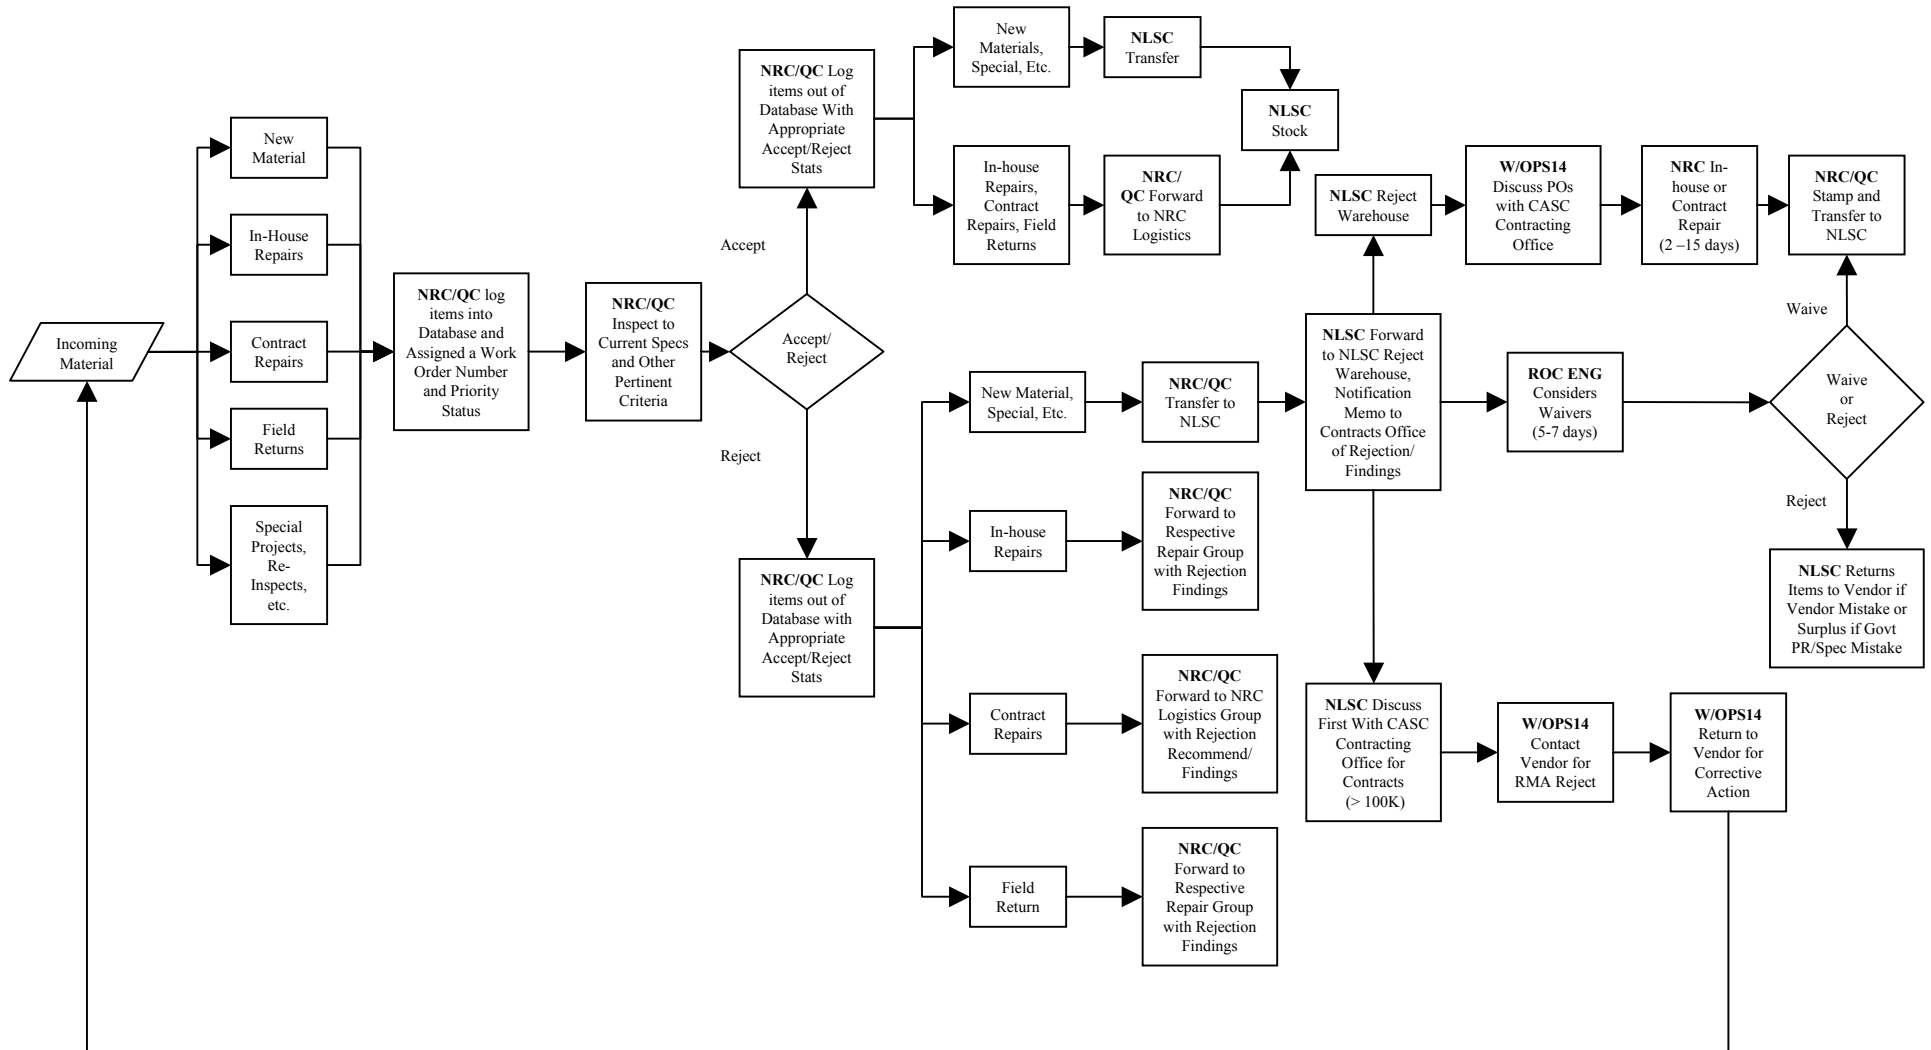 Incoming
Material
New
Material
In-House
Repairs
Contract
Repairs
Field
Returns
Special
Projects,
Re-
Inspects,
etc.
NRC/QC log
items into
Database and
Assigned a Work
Order Number
and Priority
Status
NRC/QC
Inspect to
Current Specs
and Other
Pertinent
Criteria
Accept/
Reject
Accept
Reject
NRC/QC Log
items out of
Database With
Appropriate
Accept/Reject
Stats
New
Materials,
Special, Etc.
NLSC
Transfer
NLSC
Stock
In-house
Repairs,
Contract
Repairs, Field
Returns
NRC/
QC Forward
to NRC
Logistics
NRC/QC Log
items out of
Database with
Appropriate
Accept/Reject
Stats
New Material,
Special, Etc.
NRC/QC
Transfer to
NLSC
In-house
Repairs
NRC/QC
Forward to
Respective
Repair Group
with Rejection
Findings
Contract
Repairs
NRC/QC
Forward to NRC
Logistics Group
with Rejection
Recommend/
Findings
Field
Return
NRC/QC
Forward to
Respective
Repair Group
with Rejection
Findings
NLSC Forward
to NLSC Reject
Warehouse,
Notification
Memo to
Contracts Office
of Rejection/
Findings
NLSC Reject
Warehouse
W/OPS14
Discuss POs
with CASC
Contracting
Office
NRC In-
house or
Contract
Repair
(2 –15 days)
NRC/QC
Stamp and
Transfer to
NLSC
ROC ENG
Considers
Waivers
(5-7 days)
Waive
Waive
or
Reject
Reject
NLSC Returns
Items to Vendor if
Vendor Mistake or
Surplus if Govt
PR/Spec Mistake
NLSC Discuss
First With CASC
Contracting
Office for
Contracts
(> 100K)
W/OPS14
Contact
Vendor for
RMA Reject
W/OPS14
Return to
Vendor for
Corrective
Action